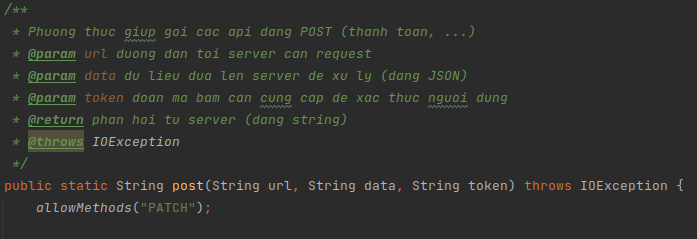 /**
* Phuong thuc giup goi cac api dang POST (thanh toan, ...)
* @param url duong dan toi server can request
* @param data du lieu dua len server de xu ly (dang JSON)
* @param token doan ma bam can cung cap de xac thuc nguoi dung
* @return phan hoi tu server (dang string)
* @throws IOException
*/
public static String post(String url, String data, String token) throws IOException {
allowMethods("PATCH");